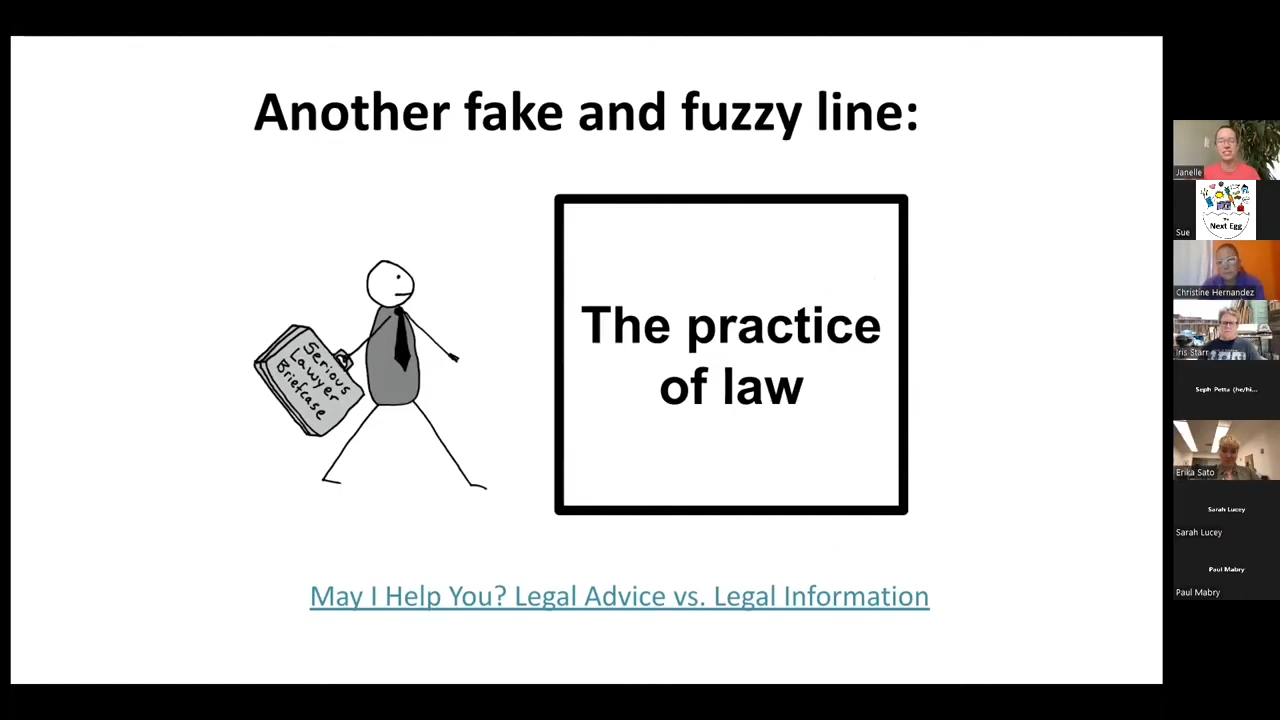 Another fake and fuzzy line:
Serious
Lawyer
Briefcase
The practice
of law
May I Help You? Legal Advice vs. Legal Information
Janelle
The
Next Egg
Sue
Christine Hernandez
Iris Starr
Seph Petta (he/hi...
Erika Sato
Sarah Lucey
Sarah Lucey
Paul Mabry
Paul Mabry